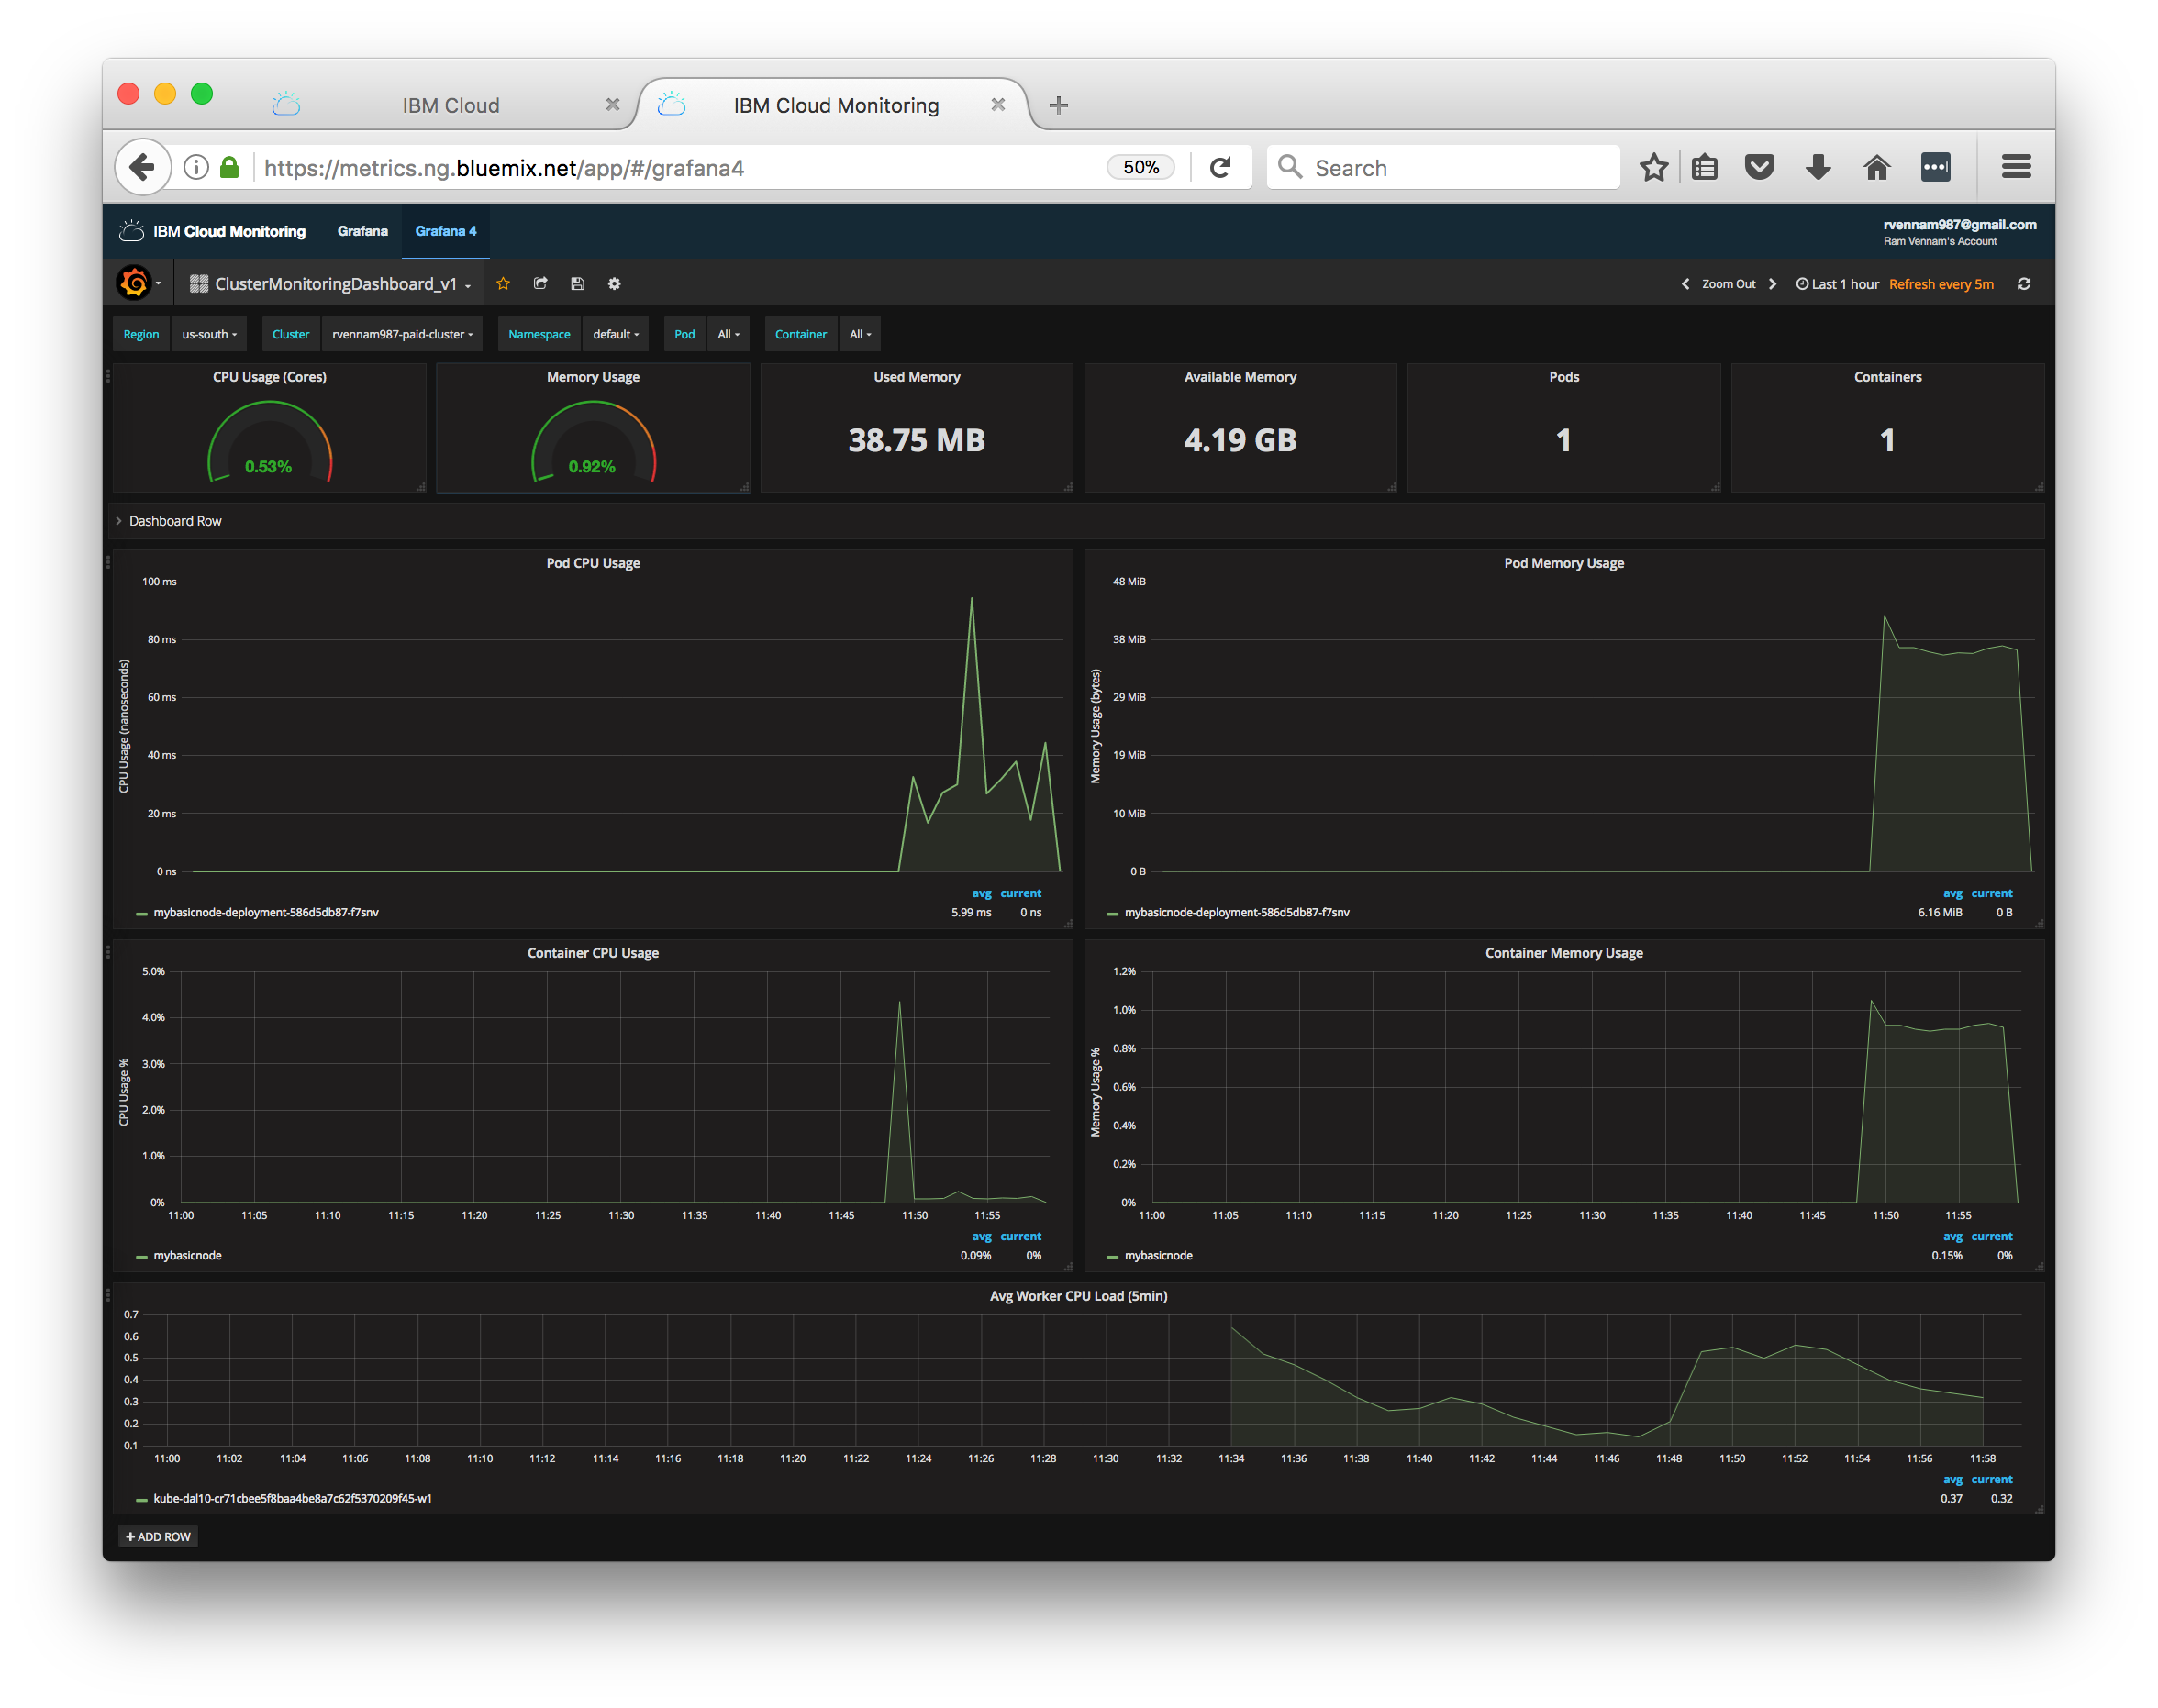 IBM Cloud
IBM Cloud Monitoring
https://metrics.ng.bluemix.net/app/#/grafana4
50%
Search
IBM Cloud Monitoring Grafana Grafana 4
rvennam987@gmail.com
Ram Vennam's Account
ClusterMonitoringDashboard_v1
Zoom Out Last 1 hour Refresh every 5m
Region us-south Cluster rvennam987-paid-cluster Namespace default Pod All Container All
CPU Usage (Cores)
0.53%
Memory Usage
0.92%
Used Memory
38.75 MB
Available Memory
4.19 GB
Pods
1
Containers
1
Dashboard Row
Pod CPU Usage
CPU Usage (nanoseconds)
100 ms
80 ms
60 ms
40 ms
20 ms
0 ns
avg current
mybasicnode-deployment-586d5db87-f7snv 5.99 ms 0 ns
Pod Memory Usage
Memory Usage (bytes)
48 MiB
38 MiB
29 MiB
19 MiB
10 MiB
0 B
avg current
mybasicnode-deployment-586d5db87-f7snv 6.16 MiB 0 B
Container CPU Usage
CPU Usage %
5.0%
4.0%
3.0%
2.0%
1.0%
0%
11:00 11:05 11:10 11:15 11:20 11:25 11:30 11:35 11:40 11:45 11:50 11:55
avg current
mybasicnode 0.09% 0%
Container Memory Usage
Memory Usage %
1.2%
1.0%
0.8%
0.6%
0.4%
0.2%
0%
11:00 11:05 11:10 11:15 11:20 11:25 11:30 11:35 11:40 11:45 11:50 11:55
avg current
mybasicnode 0.15% 0%
Avg Worker CPU Load (5min)
0.7
0.6
0.5
0.4
0.3
0.2
0.1
11:00 11:02 11:04 11:06 11:08 11:10 11:12 11:14 11:16 11:18 11:20 11:22 11:24 11:26 11:28 11:30 11:32 11:34 11:36 11:38 11:40 11:42 11:44 11:46 11:48 11:50 11:52 11:54 11:56 11:58
avg current
kube-dal10-cr71cbee5f8baa4be8a7c62f5370209f45-w1 0.37 0.32
+ ADD ROW